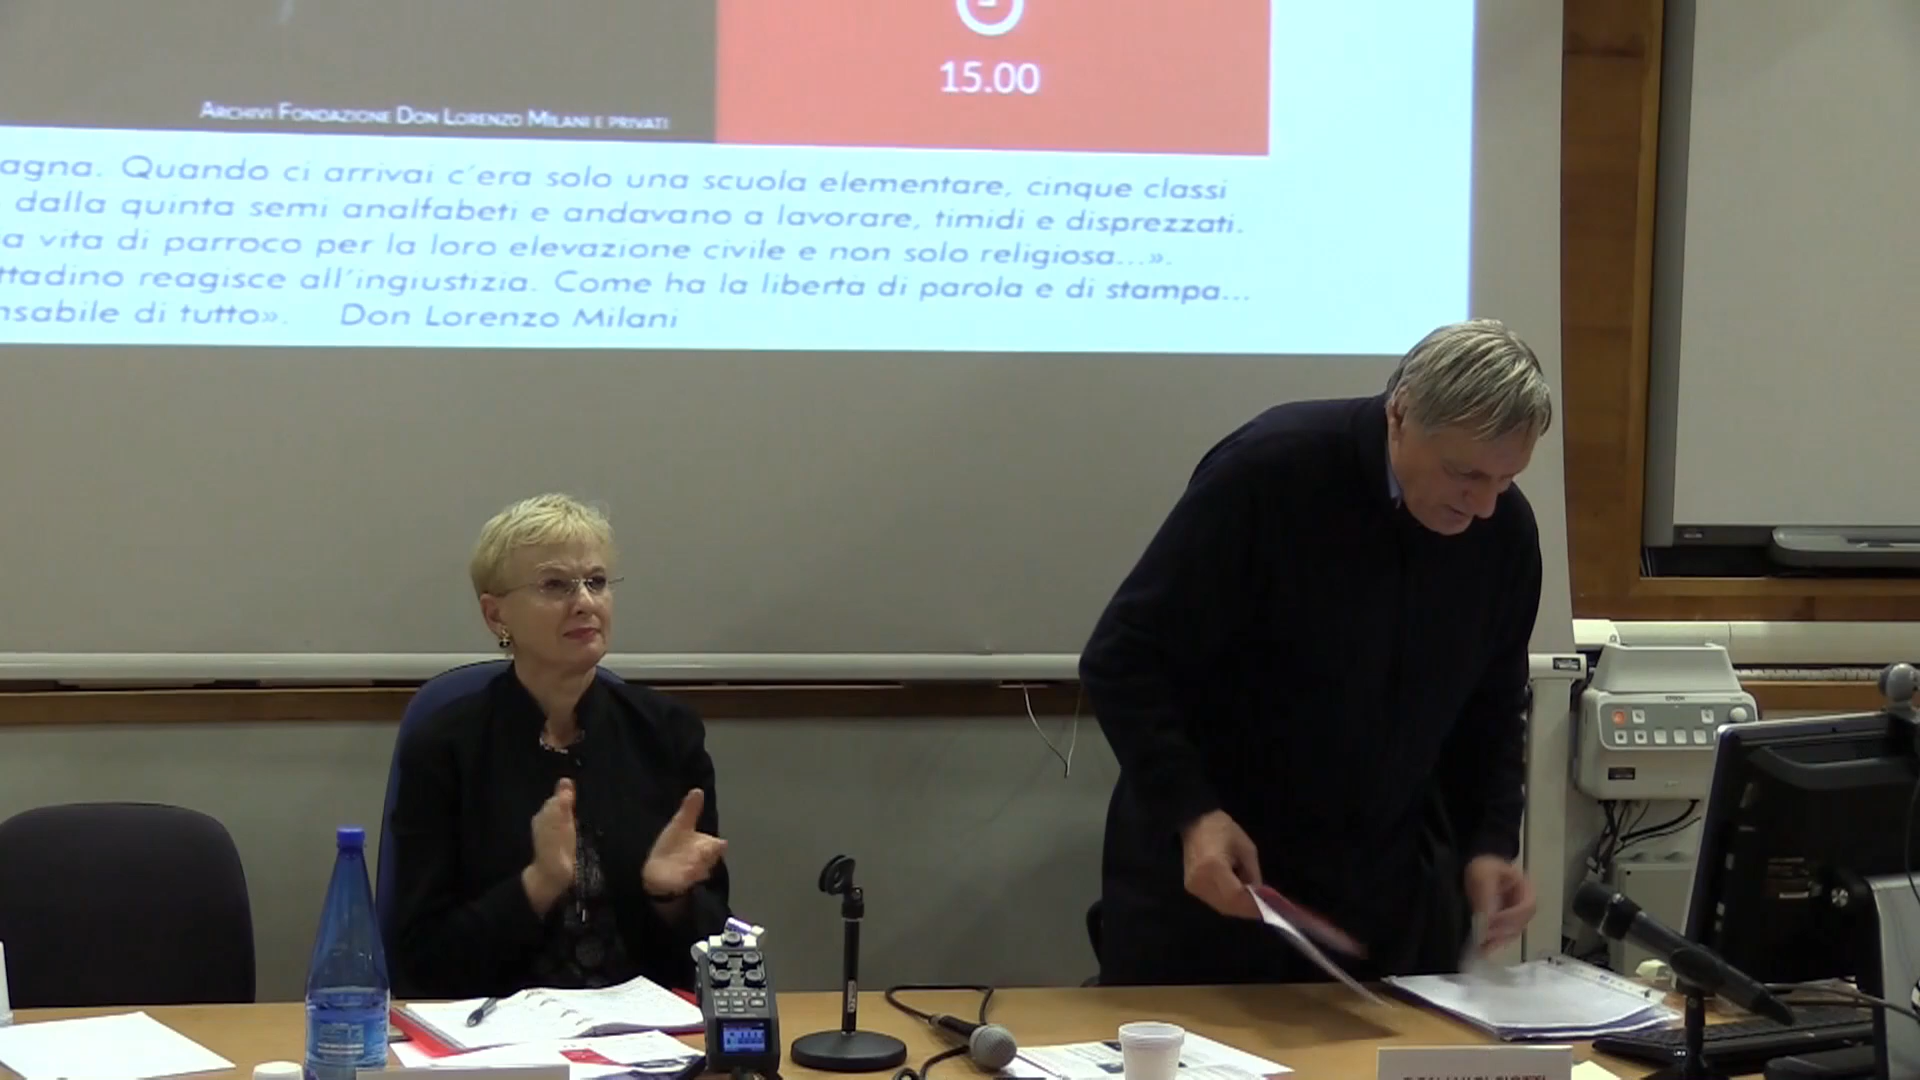 15.00
Archivi Fondazione Don Lorenzo Milani e privati
agna. Quando ci arrivai c'era solo una scuola elementare, cinque classi
dalla quinta semi analfabeti e andavano a lavorare, timidi e disprezzati.
a vita di parroco per la loro elevazione civile e non solo religiosa...».
ttadino reagisce all'ingiustizia. Come ha la libertà di parola e di stampa...
nsabile di tutto». Don Lorenzo Milani
EPSON